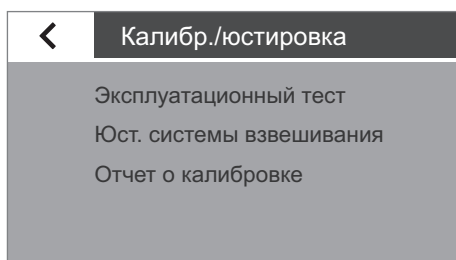 Калибр./юстировка
Эксплуатационный тест
Юст. системы взвешивания
Отчет о калибровке